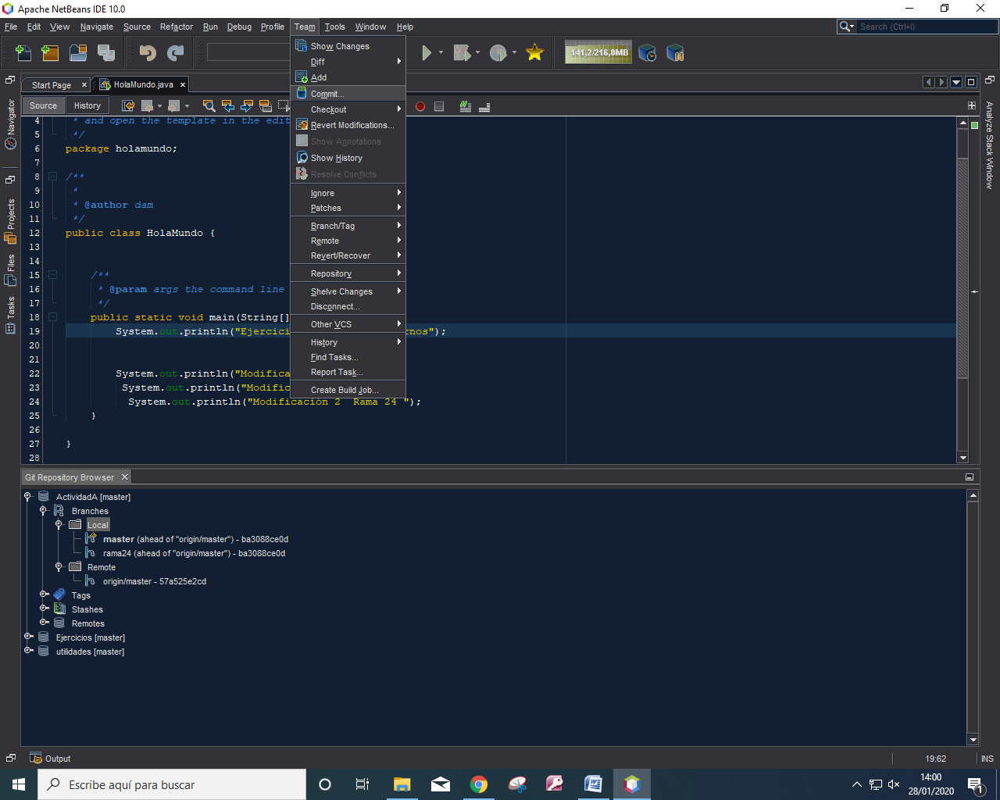 Apache NetBeans IDE 10.0
File Edit View Navigate Source Refactor Run Debug Profile Team Tools Window Help
Search (Ctrl+I)
141,2/216,0MB
Start Page
HolaMundo.java
Source History
Navigator
Projects
Files
Tasks
Analyze Stack Window
Show Changes
Diff
Add
Commit...
Checkout
Revert Modifications...
Show Annotations
Show History
Resolve Conflicts
Ignore
Patches
Branch/Tag
Remote
Revert/Recover
Repository
Shelve Changes
Disconnect...
Other VCS
History
Find Tasks...
Report Task...
Create Build Job...
4 * and open the template in the edit
5 */
6 package holamundo;
7
8 /**
9 *
10 * @author dam
11 */
12 public class HolaMundo {
13
14
15 /**
16 * @param args the command line
17 */
18 public static void main(String[]
19 System.out.println("Ejercici rnos");
20
21
22 System.out.println("Modifica
23 System.out.println("Modific
24 System.out.println("Modificación 2 Rama 24 ");
25 }
26
27 }
28
Git Repository Browser
ActividadA [master]
Branches
Local
master (ahead of "origin/master") - ba3088ce0d
rama24 (ahead of "origin/master") - ba3088ce0d
Remote
origin/master - 57a525e2cd
Tags
Stashes
Remotes
Ejercicios [master]
utilidades [master]
Output
19:62 INS
Escribe aquí para buscar
14:00
28/01/2020
1